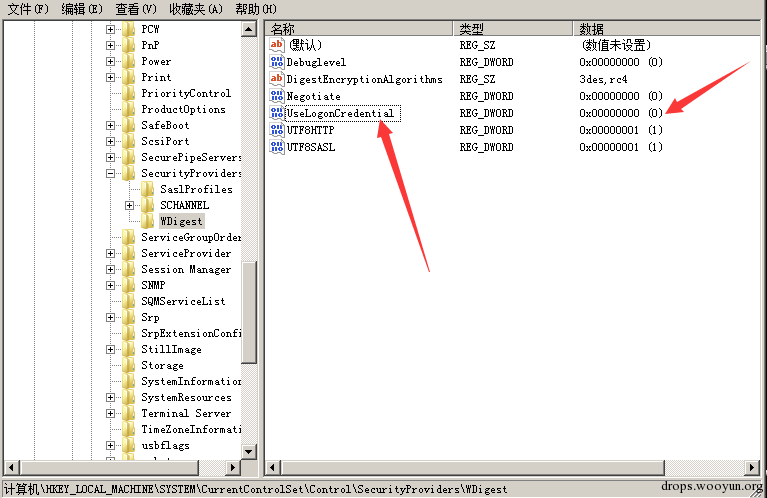 文件(F) 编辑(E) 查看(V) 收藏夹(A) 帮助(H)
PCW
PnP
Power
Print
PriorityControl
ProductOptions
SafeBoot
ScsiPort
SecurePipeServers
SecurityProviders
SaslProfiles
SCHANNEL
WDigest
ServiceGroupOrde
ServiceProvider
Session Manager
SNMP
SQMServiceList
Srp
SrpExtensionConfi
StillImage
Storage
SystemInformation
SystemResources
Terminal Server
TimeZoneInformati
usbflags
名称 类型 数据
(默认) REG_SZ (数值未设置)
Debuglevel REG_DWORD 0x00000000 (0)
DigestEncryptionAlgorithms REG_SZ 3des,rc4
Negotiate REG_DWORD 0x00000000 (0)
UseLogonCredential REG_DWORD 0x00000000 (0)
UTF8HTTP REG_DWORD 0x00000001 (1)
UTF8SASL REG_DWORD 0x00000001 (1)
计算机\HKEY_LOCAL_MACHINE\SYSTEM\CurrentControlSet\Control\SecurityProviders\WDigest
drops.wooyun.org